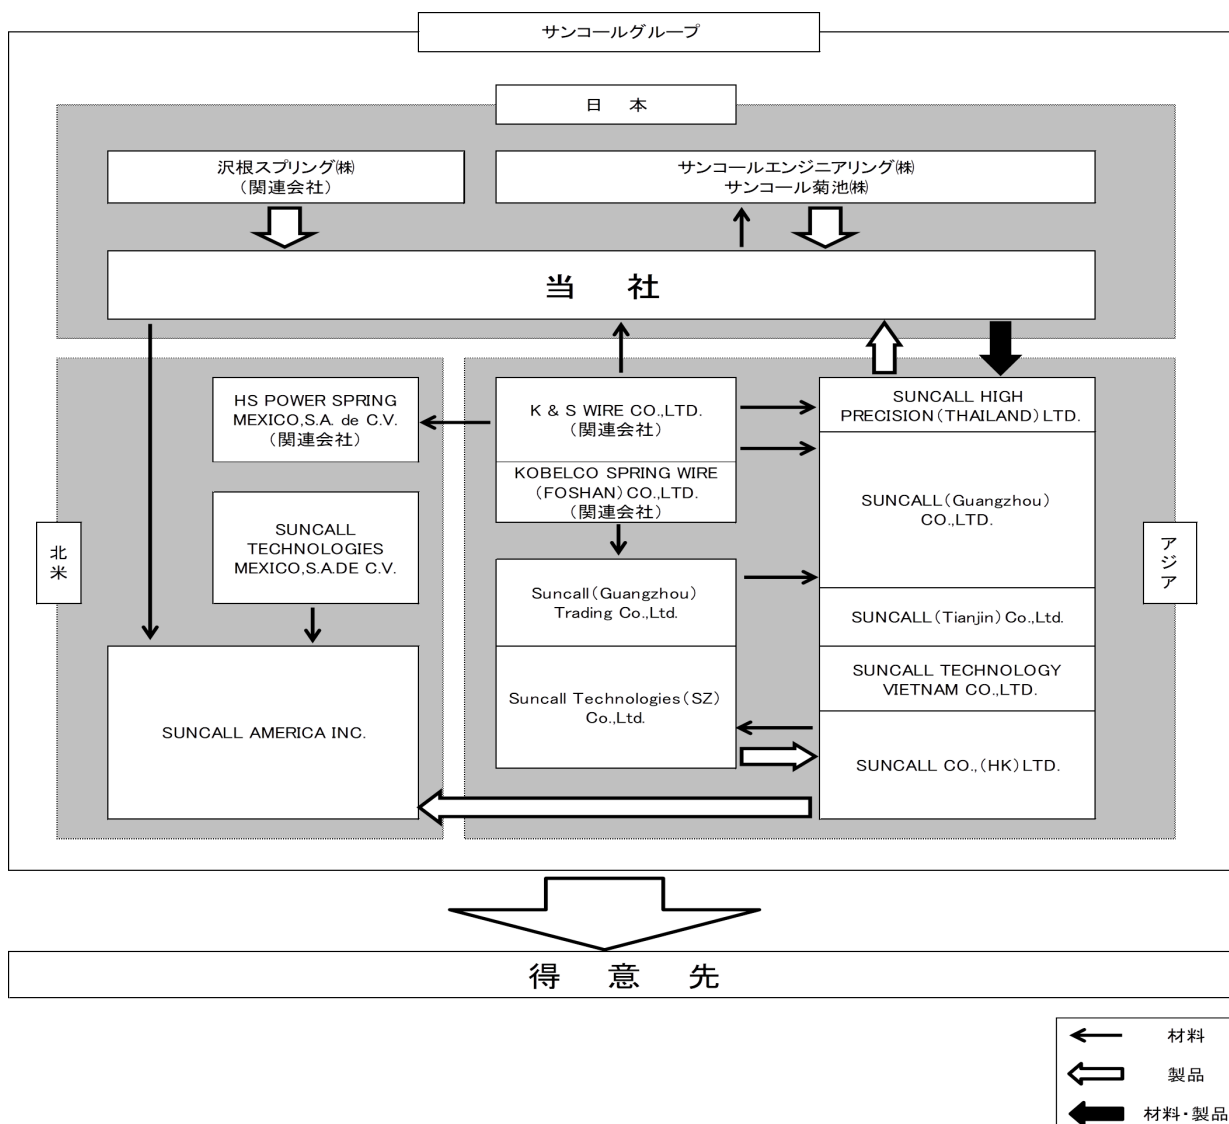 サンコールグループ
日 本
沢根スプリング㈱
(関連会社)
サンコールエンジニアリング㈱
サンコール菊池㈱
当 社
北米
HS POWER SPRING
MEXICO,S.A. de C.V.
(関連会社)
SUNCALL
TECHNOLOGIES
MEXICO,S.A.DE C.V.
SUNCALL AMERICA INC.
K & S WIRE CO.,LTD.
(関連会社)
KOBELCO SPRING WIRE
(FOSHAN)CO.,LTD.
(関連会社)
Suncall(Guangzhou)
Trading Co.,Ltd.
Suncall Technologies(SZ)
Co.,Ltd.
SUNCALL HIGH
PRECISION(THAILAND)LTD.
SUNCALL(Guangzhou)
CO.,LTD.
SUNCALL(Tianjin)Co.,Ltd.
SUNCALL TECHNOLOGY
VIETNAM CO.,LTD.
SUNCALL CO.,(HK)LTD.
アジア
得 意 先
材料
製品
材料・製品